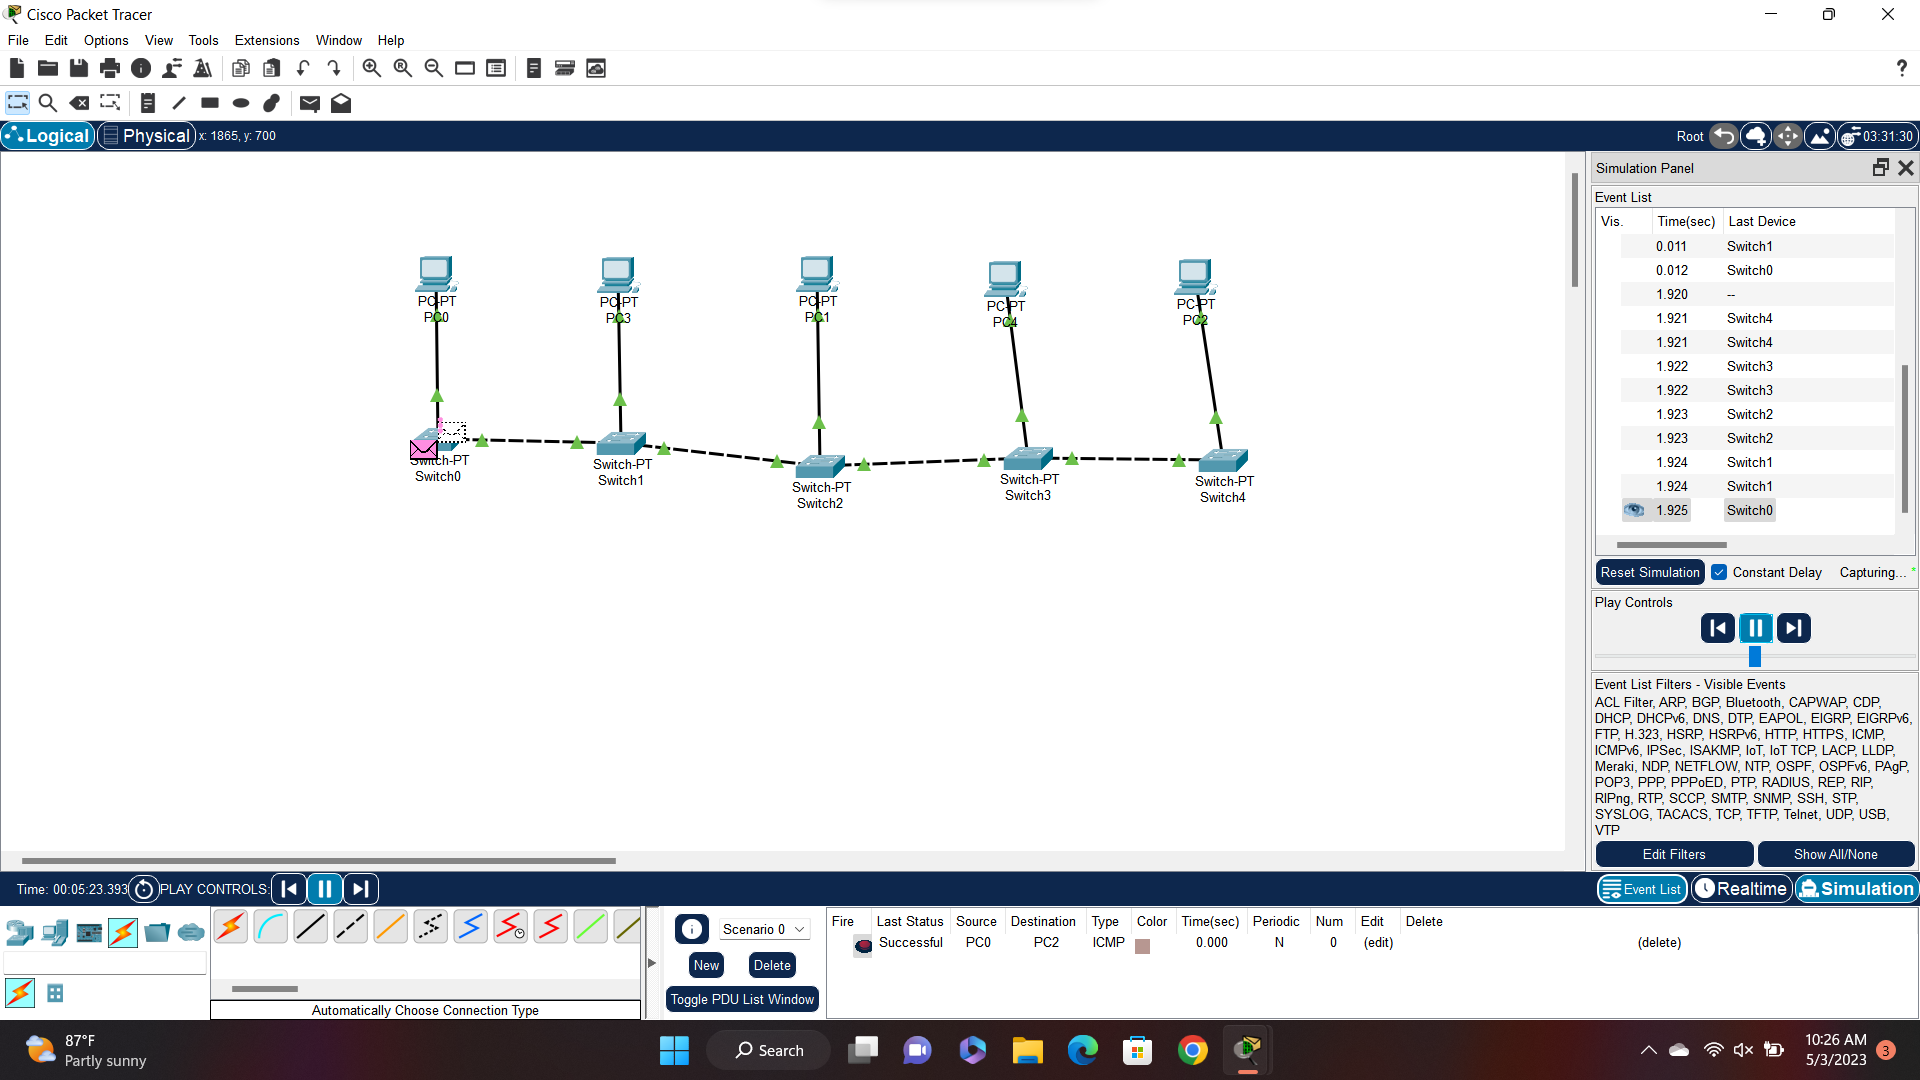 Cisco Packet Tracer
File Edit Options View Tools Extensions Window Help
?
Logical Physical x: 1865, y: 700 Root 03:31:30
Simulation Panel
Event List
Vis. Time(sec) Last Device
0.011 Switch1
0.012 Switch0
1.920 --
1.921 Switch4
1.921 Switch4
1.922 Switch3
1.922 Switch3
1.923 Switch2
1.923 Switch2
1.924 Switch1
1.924 Switch1
1.925 Switch0
Reset Simulation Constant Delay Capturing... *
Play Controls
Event List Filters - Visible Events
ACL Filter, ARP, BGP, Bluetooth, CAPWAP, CDP,
DHCP, DHCPv6, DNS, DTP, EAPOL, EIGRP, EIGRPv6,
FTP, H.323, HSRP, HSRPv6, HTTP, HTTPS, ICMP,
ICMPv6, IPSec, ISAKMP, IoT, IoT TCP, LACP, LLDP,
Meraki, NDP, NETFLOW, NTP, OSPF, OSPFv6, PAgP,
POP3, PPP, PPPoED, PTP, RADIUS, REP, RIP,
RIPng, RTP, SCCP, SMTP, SNMP, SSH, STP,
SYSLOG, TACACS, TCP, TFTP, Telnet, UDP, USB,
VTP
Edit Filters Show All/None
PC-PT
PC0
PC-PT
PC3
PC-PT
PC1
PC-PT
PC4
PC-PT
PC2
Switch-PT
Switch0
Switch-PT
Switch1
Switch-PT
Switch2
Switch-PT
Switch3
Switch-PT
Switch4
Time: 00:05:23.393 PLAY CONTROLS: Event List Realtime Simulation
Automatically Choose Connection Type
Scenario 0
New Delete
Toggle PDU List Window
Fire Last Status Source Destination Type Color Time(sec) Periodic Num Edit Delete
Successful PC0 PC2 ICMP 0.000 N 0 (edit) (delete)
87°F
Partly sunny
Search
10:26 AM
5/3/2023
3